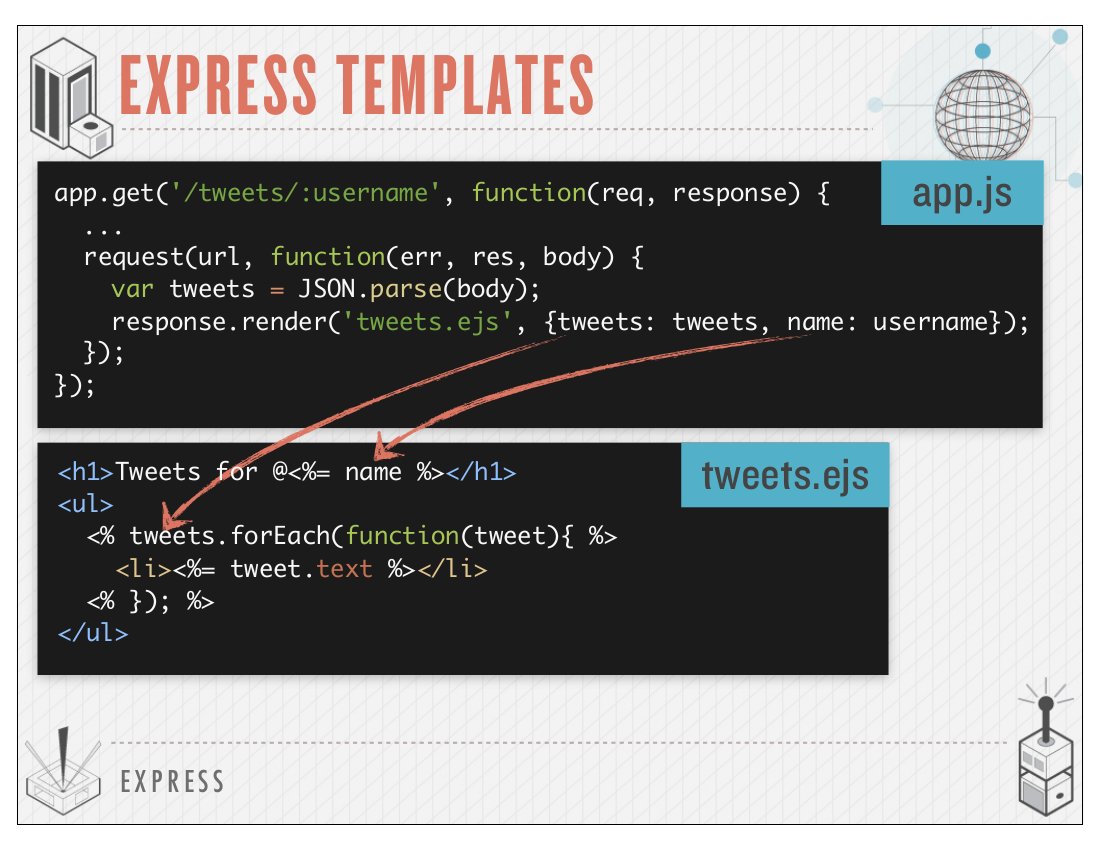 EXPRESS TEMPLATES
app.js
app.get('/tweets/:username', function(req, response) {
  ...
  request(url, function(err, res, body) {
    var tweets = JSON.parse(body);
    response.render('tweets.ejs', {tweets: tweets, name: username});
  });
});
tweets.ejs
<h1>Tweets for @<%= name %></h1>
<ul>
  <% tweets.forEach(function(tweet){ %>
    <li><%= tweet.text %></li>
  <% }); %>
</ul>
EXPRESS